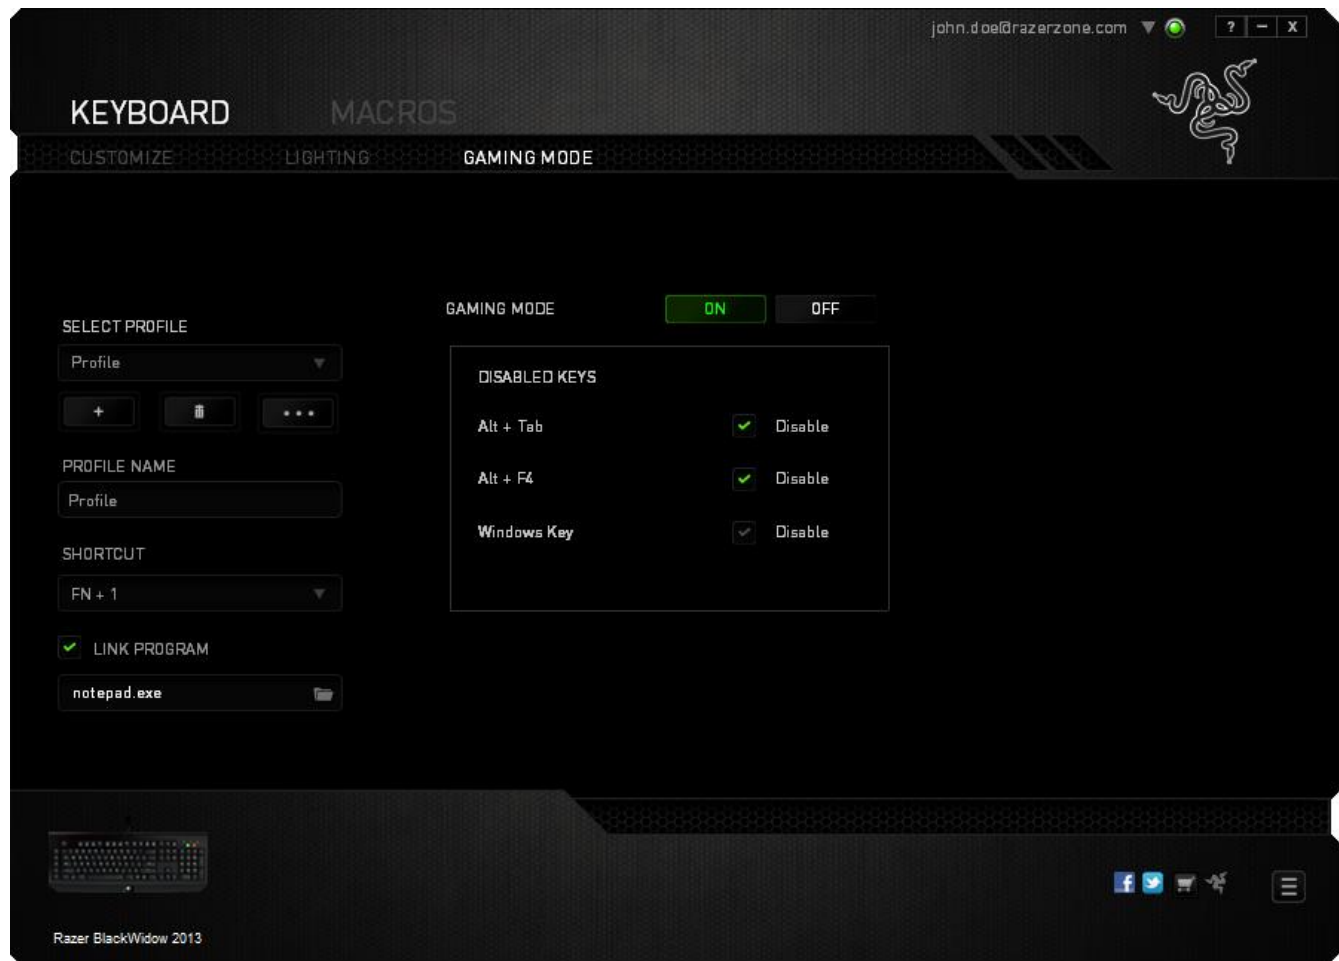 john.doe@razerzone.com
? – X
KEYBOARD MACROS
CUSTOMIZE LIGHTING GAMING MODE
SELECT PROFILE
Profile
+ •••
PROFILE NAME
Profile
SHORTCUT
FN + 1
LINK PROGRAM
notepad.exe
GAMING MODE ON OFF
DISABLED KEYS
Alt + Tab Disable
Alt + F4 Disable
Windows Key Disable
Razer BlackWidow 2013
f